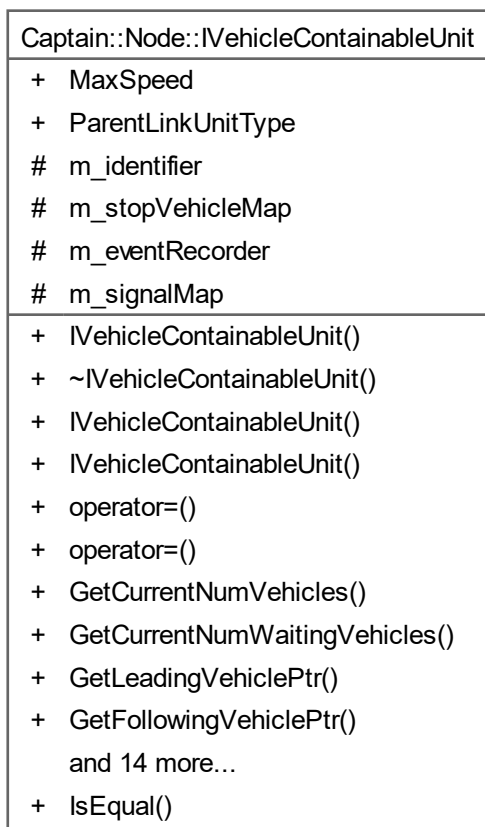 Captain::Node::IVehicleContainableUnit
+ MaxSpeed
+ ParentLinkUnitType
# m_identifier
# m_stopVehicleMap
# m_eventRecorder
# m_signalMap
+ IVehicleContainableUnit()
+ ~IVehicleContainableUnit()
+ IVehicleContainableUnit()
+ IVehicleContainableUnit()
+ operator=()
+ operator=()
+ GetCurrentNumVehicles()
+ GetCurrentNumWaitingVehicles()
+ GetLeadingVehiclePtr()
+ GetFollowingVehiclePtr()
and 14 more...
+ IsEqual()